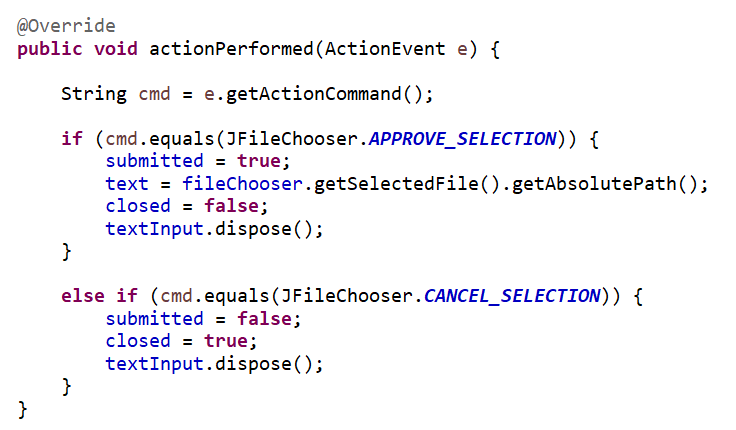 @Override
public void actionPerformed(ActionEvent e) {
String cmd = e.getActionCommand();
if (cmd.equals(JFileChooser.APPROVE_SELECTION)) {
submitted = true;
text = fileChooser.getSelectedFile().getAbsolutePath();
closed = false;
textInput.dispose();
}
else if (cmd.equals(JFileChooser.CANCEL_SELECTION)) {
submitted = false;
closed = true;
textInput.dispose();
}
}